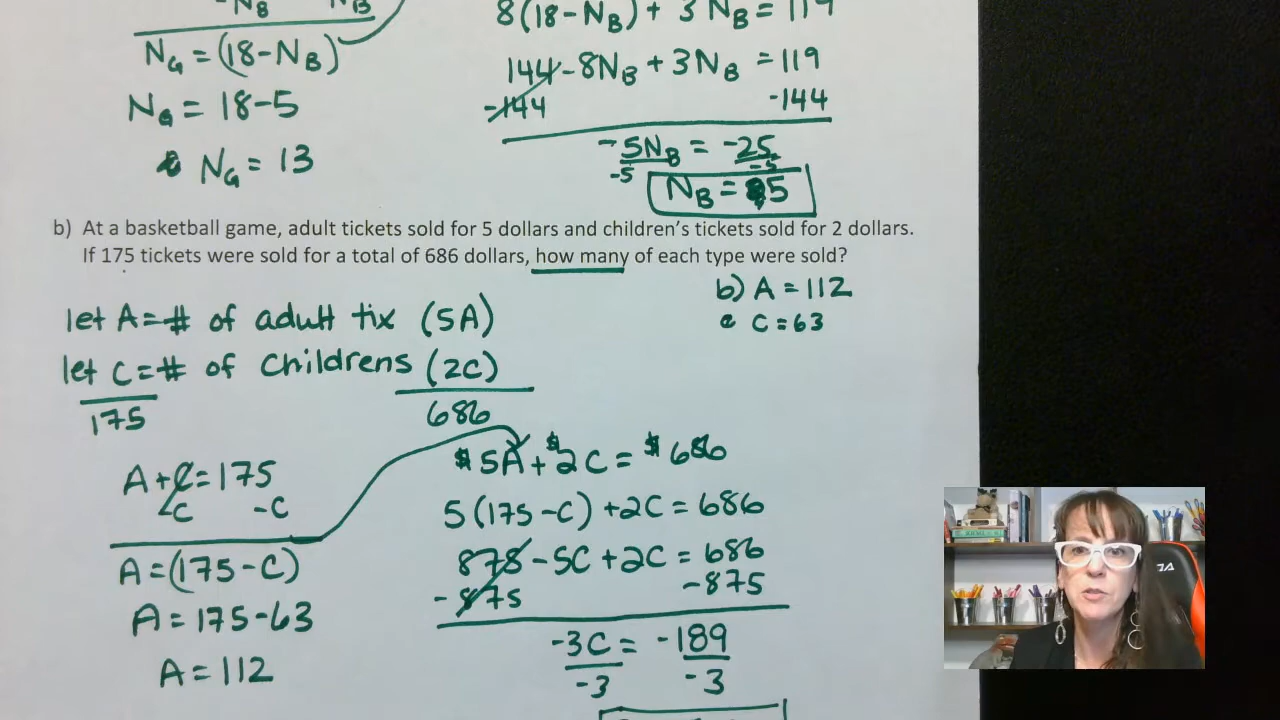 8(18-N_B) + 3N_B = 119
N_G = (18-N_B)
144 - 8N_B + 3N_B = 119
-144 -144
N_G = 18-5
-5N_B = -25
-5 -5
N_G = 13
N_B = 5
b) At a basketball game, adult tickets sold for 5 dollars and children's tickets sold for 2 dollars.
If 175 tickets were sold for a total of 686 dollars, how many of each type were sold?
b) A = 112
C = 63
let A = # of adult tix (5A)
let C = # of Childrens (2C)
175 686
A + C = 175
-C -C
$5A + $2C = $686
5(175-C) + 2C = 686
A = (175-C)
875 - 5C + 2C = 686
-875 -875
A = 175-63
-3C = -189
-3 -3
A = 112